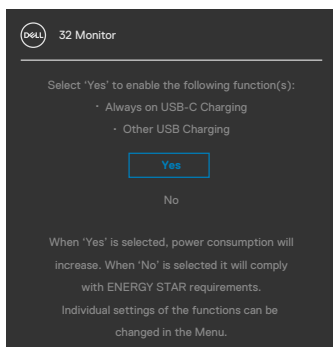 DELL
32 Monitor
Select ‘Yes’ to enable the following function(s):
· Always on USB-C Charging
· Other USB Charging
Yes
No
When ‘Yes’ is selected, power consumption will
increase. When ‘No’ is selected it will comply
with ENERGY STAR requirements.
Individual settings of the functions can be
changed in the Menu.